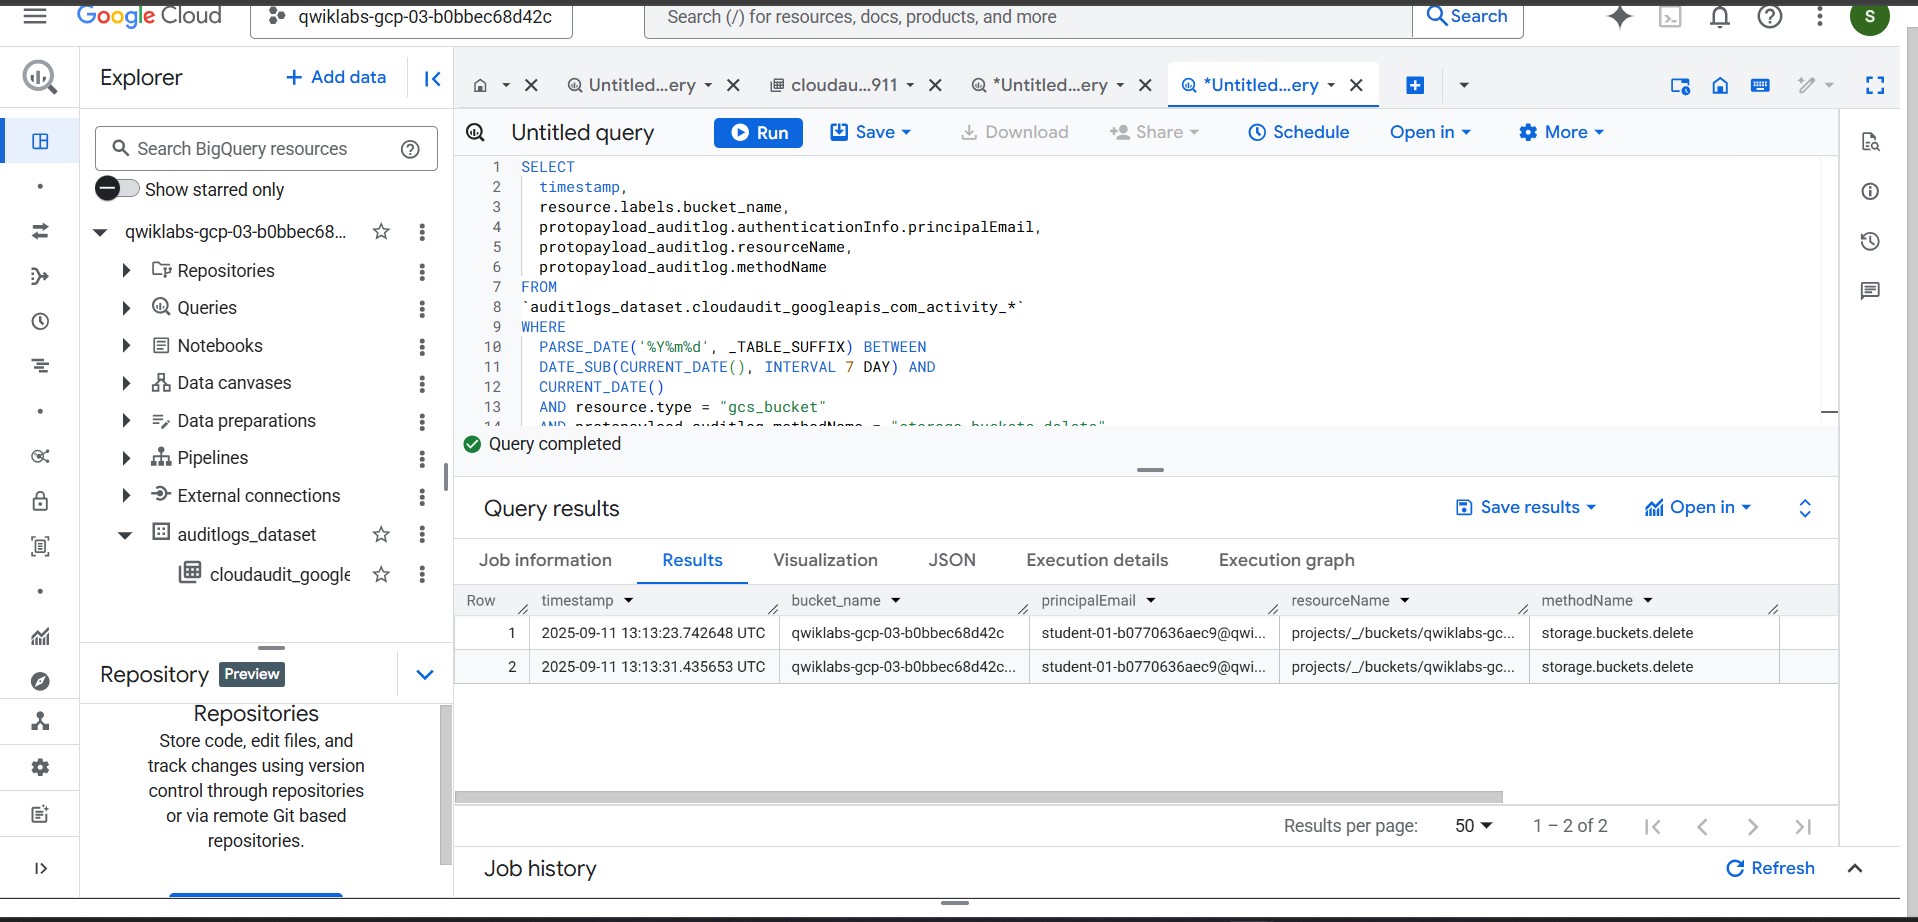 Google Cloud
qwiklabs-gcp-03-b0bbec68d42c
Search (/) for resources, docs, products, and more
Search
S
Explorer
+ Add data
Untitled...ery
cloudau...911
*Untitled...ery
*Untitled...ery
Search BigQuery resources
Show starred only
qwiklabs-gcp-03-b0bbec68...
Repositories
Queries
Notebooks
Data canvases
Data preparations
Pipelines
External connections
auditlogs_dataset
cloudaudit_google
Repository
Preview
Repositories
Store code, edit files, and
track changes using version
control through repositories
or via remote Git based
repositories.
Untitled query
Run
Save
Download
Share
Schedule
Open in
More
1 SELECT
2 timestamp,
3 resource.labels.bucket_name,
4 protopayload_auditlog.authenticationInfo.principalEmail,
5 protopayload_auditlog.resourceName,
6 protopayload_auditlog.methodName
7 FROM
8 `auditlogs_dataset.cloudaudit_googleapis_com_activity_*`
9 WHERE
10 PARSE_DATE('%Y%m%d', _TABLE_SUFFIX) BETWEEN
11 DATE_SUB(CURRENT_DATE(), INTERVAL 7 DAY) AND
12 CURRENT_DATE()
13 AND resource.type = "gcs_bucket"
14 AND protopayload_auditlog.methodName = "storage.buckets.delete"
Query completed
Query results
Save results
Open in
Job information
Results
Visualization
JSON
Execution details
Execution graph
Row timestamp bucket_name principalEmail resourceName methodName
1 2025-09-11 13:13:23.742648 UTC qwiklabs-gcp-03-b0bbec68d42c student-01-b0770636aec9@qwi... projects/_/buckets/qwiklabs-gc... storage.buckets.delete
2 2025-09-11 13:13:31.435653 UTC qwiklabs-gcp-03-b0bbec68d42c... student-01-b0770636aec9@qwi... projects/_/buckets/qwiklabs-gc... storage.buckets.delete
Results per page: 50 1 – 2 of 2
Job history
Refresh